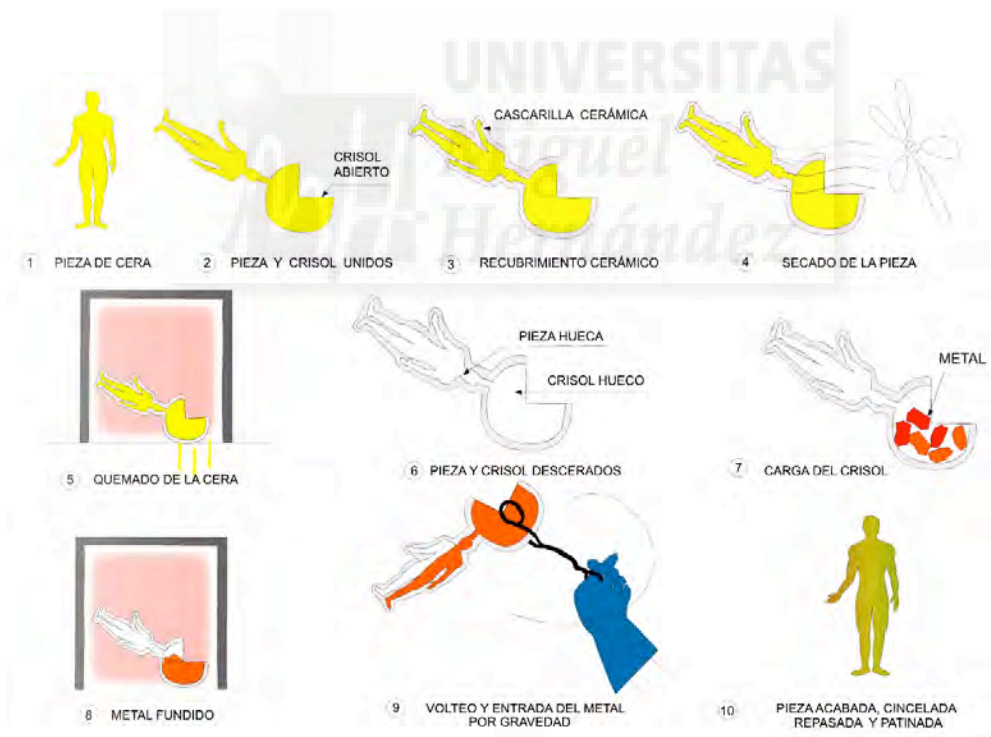 UNIVERSITAS
Miguel
Hernández
CRISOL
ABIERTO
CASCARILLA CERÁMICA
1 PIEZA DE CERA
2 PIEZA Y CRISOL UNIDOS
3 RECUBRIMIENTO CERÁMICO
4 SECADO DE LA PIEZA
PIEZA HUECA
CRISOL HUECO
METAL
5 QUEMADO DE LA CERA
6 PIEZA Y CRISOL DESCERADOS
7 CARGA DEL CRISOL
8 METAL FUNDIDO
9 VOLTEO Y ENTRADA DEL METAL
POR GRAVEDAD
10 PIEZA ACABADA, CINCELADA
REPASADA Y PATINADA